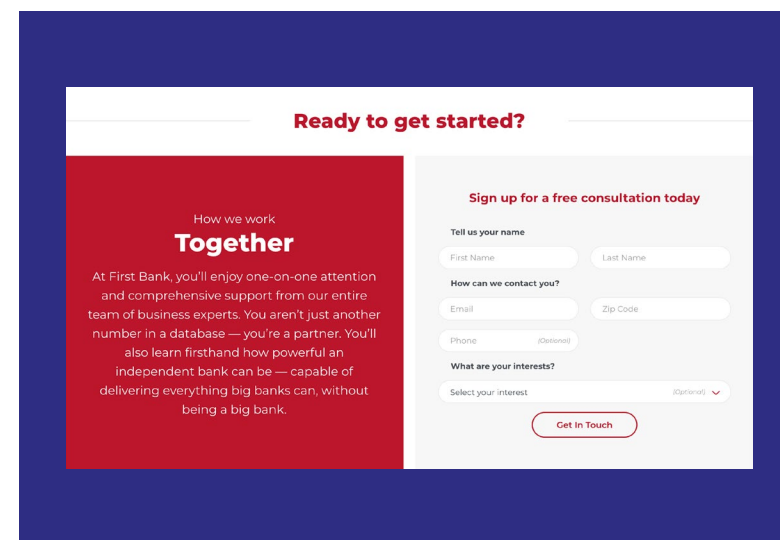 Ready to get started?
How we work
Together
At First Bank, you'll enjoy one-on-one attention
and comprehensive support from our entire
team of business experts. You aren't just another
number in a database — you're a partner. You'll
also learn firsthand how powerful an
independent bank can be — capable of
delivering everything big banks can, without
being a big bank.
Sign up for a free consultation today
Tell us your name
First Name Last Name
How can we contact you?
Email Zip Code
Phone (Optional)
What are your interests?
Select your interest (Optional)
Get In Touch